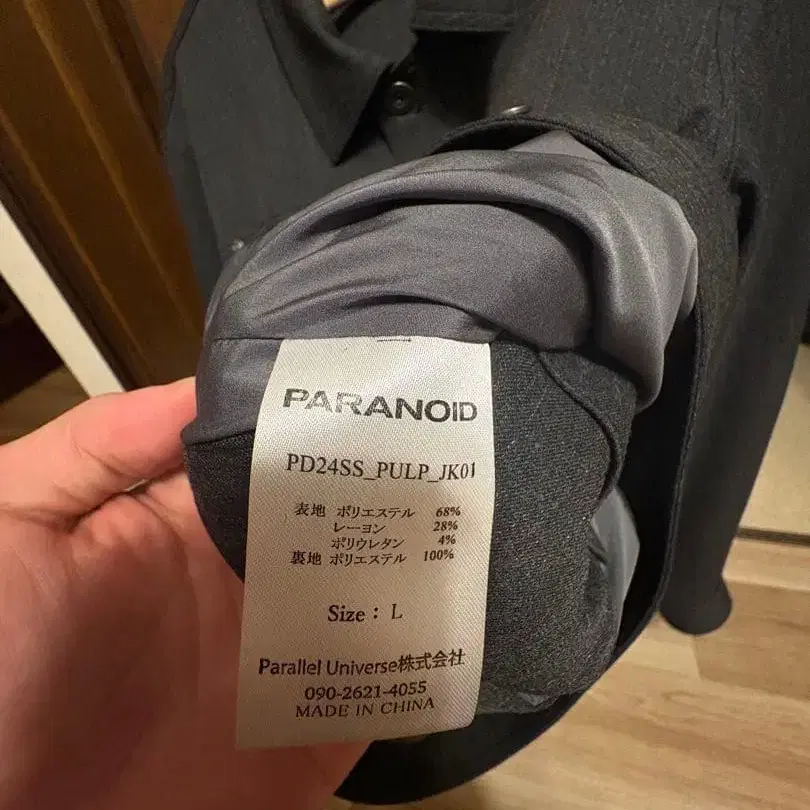 PARANOID
PD24SS_PULP_JK01
表地 ポリエステル 68%
レーヨン 28%
ポリウレタン 4%
裏地 ポリエステル 100%
Size : L
Parallel Universe株式会社
090-2621-4055
MADE IN CHINA